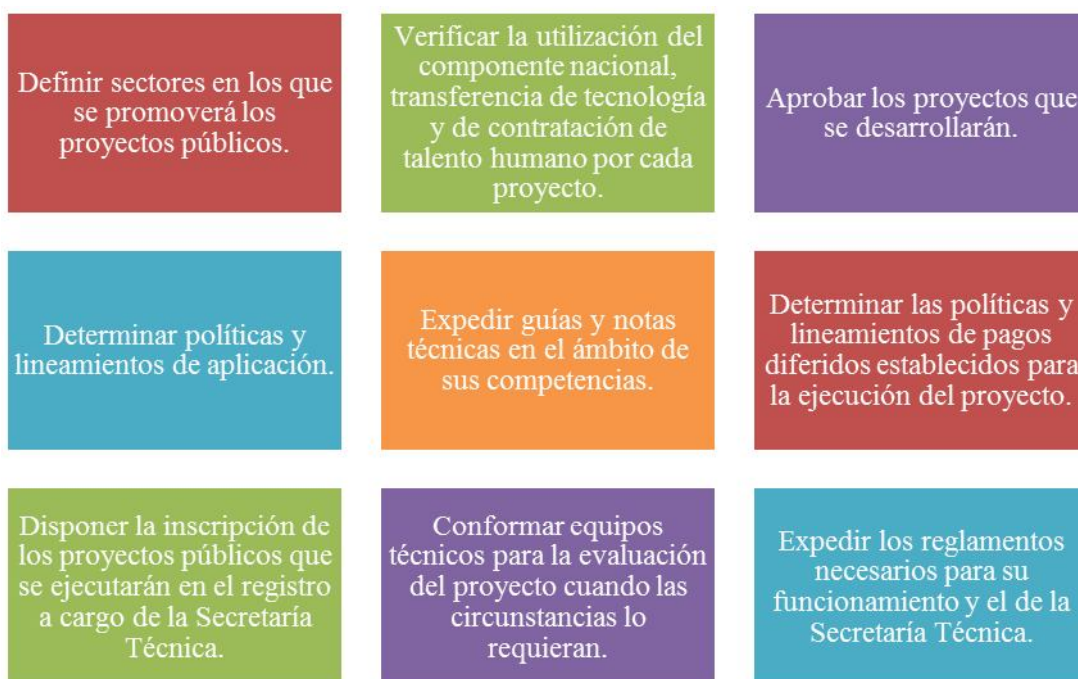 Definir sectores en los que
se promoverá los
proyectos públicos.
Verificar la utilización del
componente nacional,
transferencia de tecnología
y de contratación de
talento humano por cada
proyecto.
Aprobar los proyectos que
se desarrollarán.
Determinar políticas y
lineamientos de aplicación.
Expedir guías y notas
técnicas en el ámbito de
sus competencias.
Determinar las políticas y
lineamientos de pagos
diferidos establecidos para
la ejecución del proyecto.
Disponer la inscripción de
los proyectos públicos que
se ejecutarán en el registro
a cargo de la Secretaría
Técnica.
Conformar equipos
técnicos para la evaluación
del proyecto cuando las
circunstancias lo
requieran.
Expedir los reglamentos
necesarios para su
funcionamiento y el de la
Secretaría Técnica.